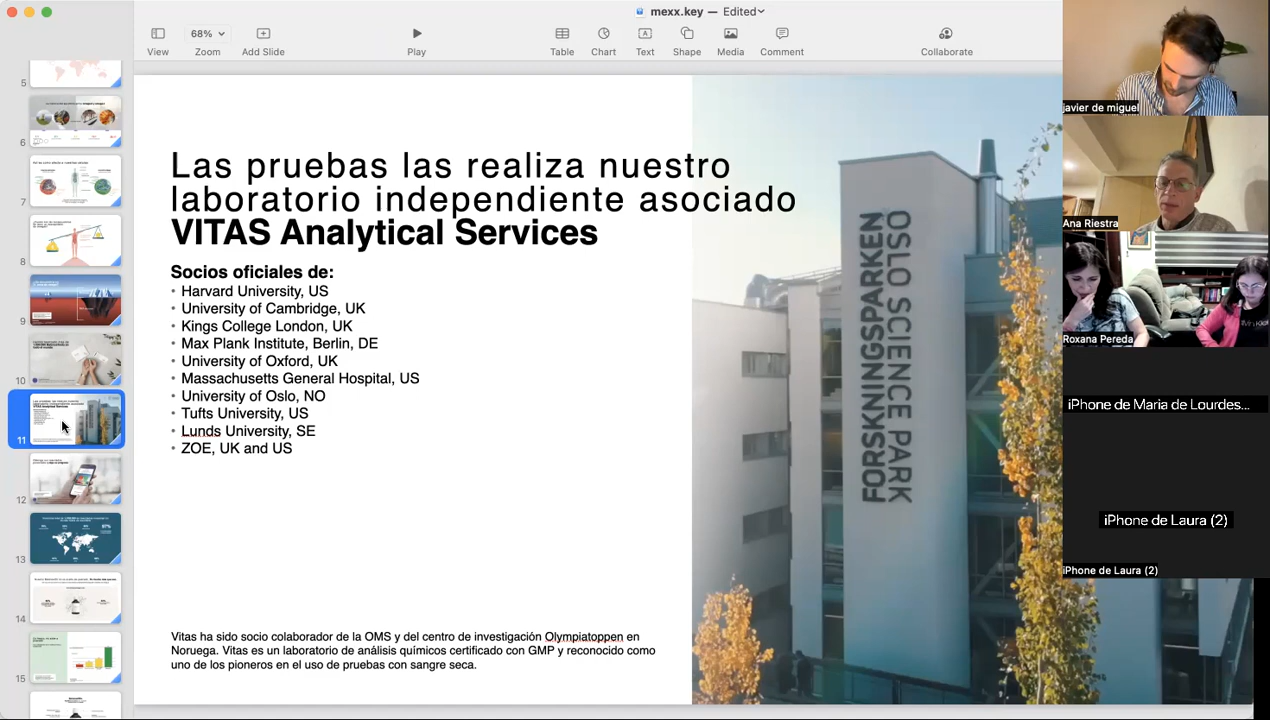 mexx.key — Edited
View
68%
Zoom
Add Slide
Play
Table
Chart
Text
Shape
Media
Comment
Collaborate
5
6
7
8
9
10
11
12
13
14
15
Las pruebas las realiza nuestro
laboratorio independiente asociado
VITAS Analytical Services
Socios oficiales de:
• Harvard University, US
• University of Cambridge, UK
• Kings College London, UK
• Max Plank Institute, Berlin, DE
• University of Oxford, UK
• Massachusetts General Hospital, US
• University of Oslo, NO
• Tufts University, US
• Lunds University, SE
• ZOE, UK and US
Vitas ha sido socio colaborador de la OMS y del centro de investigación Olympiatoppen en
Noruega. Vitas es un laboratorio de análisis químicos certificado con GMP y reconocido como
uno de los pioneros en el uso de pruebas con sangre seca.
FORSKNINGSPARKEN
OSLO SCIENCE PARK
javier de miguel
Ana Riestra
Roxana Pereda
iPhone de Maria de Lourdes...
iPhone de Laura (2)
iPhone de Laura (2)